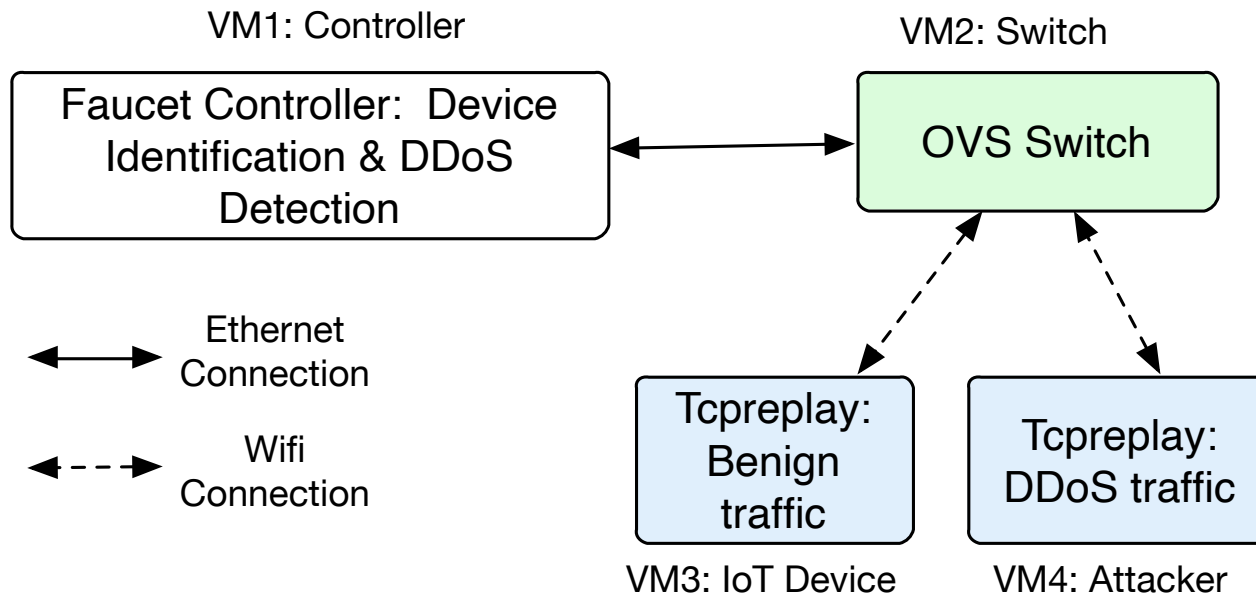 VM1: Controller
VM2: Switch
Faucet Controller:  Device
Identification & DDoS
Detection
OVS Switch
Ethernet
Connection
Wifi
Connection
Tcpreplay:
Benign
traffic
Tcpreplay:
DDoS traffic
VM3: IoT Device
VM4: Attacker